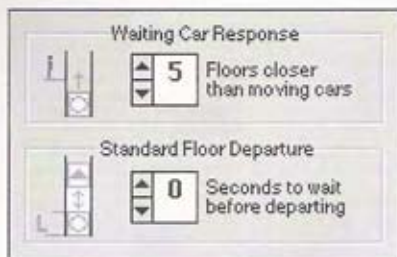 Waiting Car Response
5 Floors closer
than moving cars
Standard Floor Departure
0 Seconds to wait
before departing